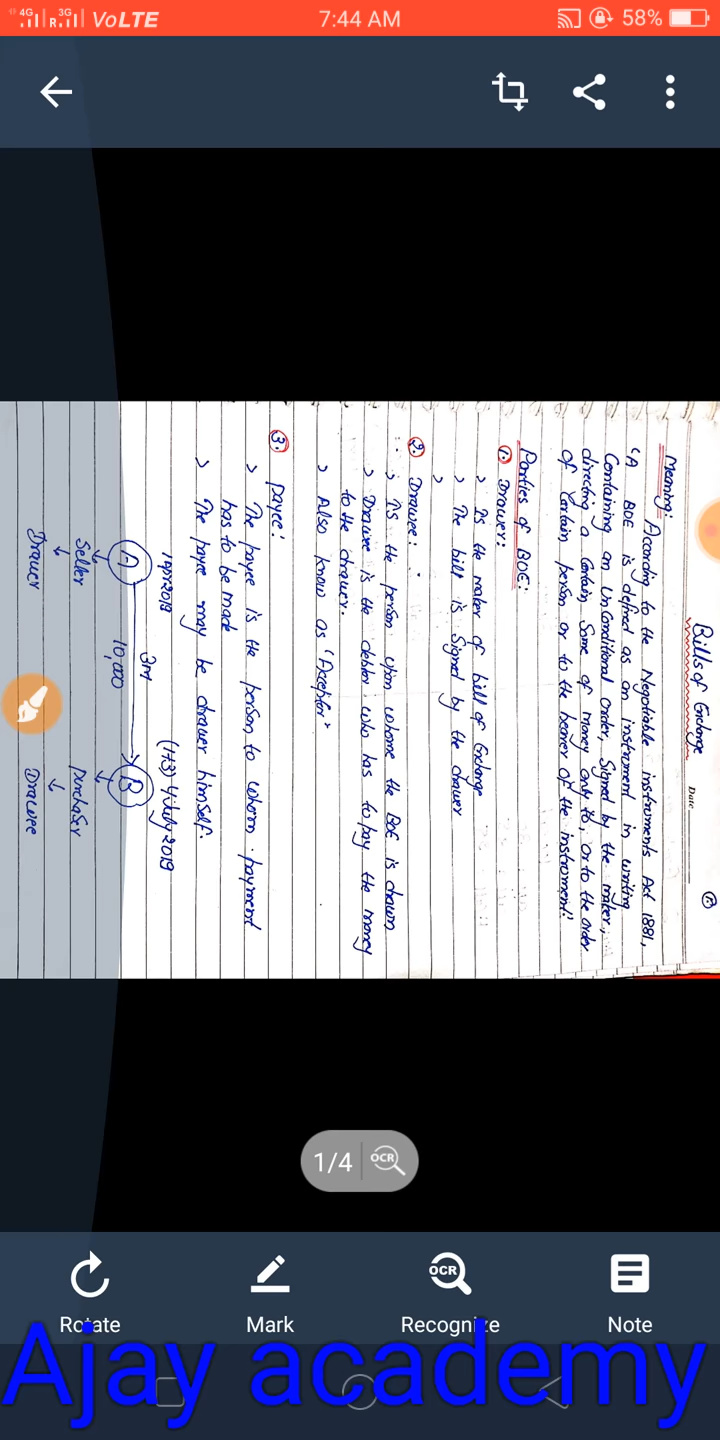 4G R 3G VoLTE 7:44 AM 58%
Bills of Exchange
Date
Meaning: According to the Negotiable instruments Act 1881,
"A BOE is defined as an instrument in writing
Containing an UnConditional order, Signed by the maker,
directing a Certain Some of money only to, or to the order
of Certain person or to the bearer of the instrument."
Parties of BOE:
1. Drawer:
> is the maker of bill of Exchange
> The bill is Signed by the drawer
>
2. Drawee:
> is the person upon whome the BOE is drawn
> Drawee is the debtor, who has to pay the money
to the drawer.
> Also know as 'Acceptor'
3. Payee:
> The payee is the person to whom payment
has to be made
> The payee may be drawer himself.
1 Apr 2019 3M (1+3) 4 July 2019
A 10,000 B
Seller purchaser
Drawer Drawee
1/4 OCR
OCR
Rotate Mark Recognize Note
Ajay academy